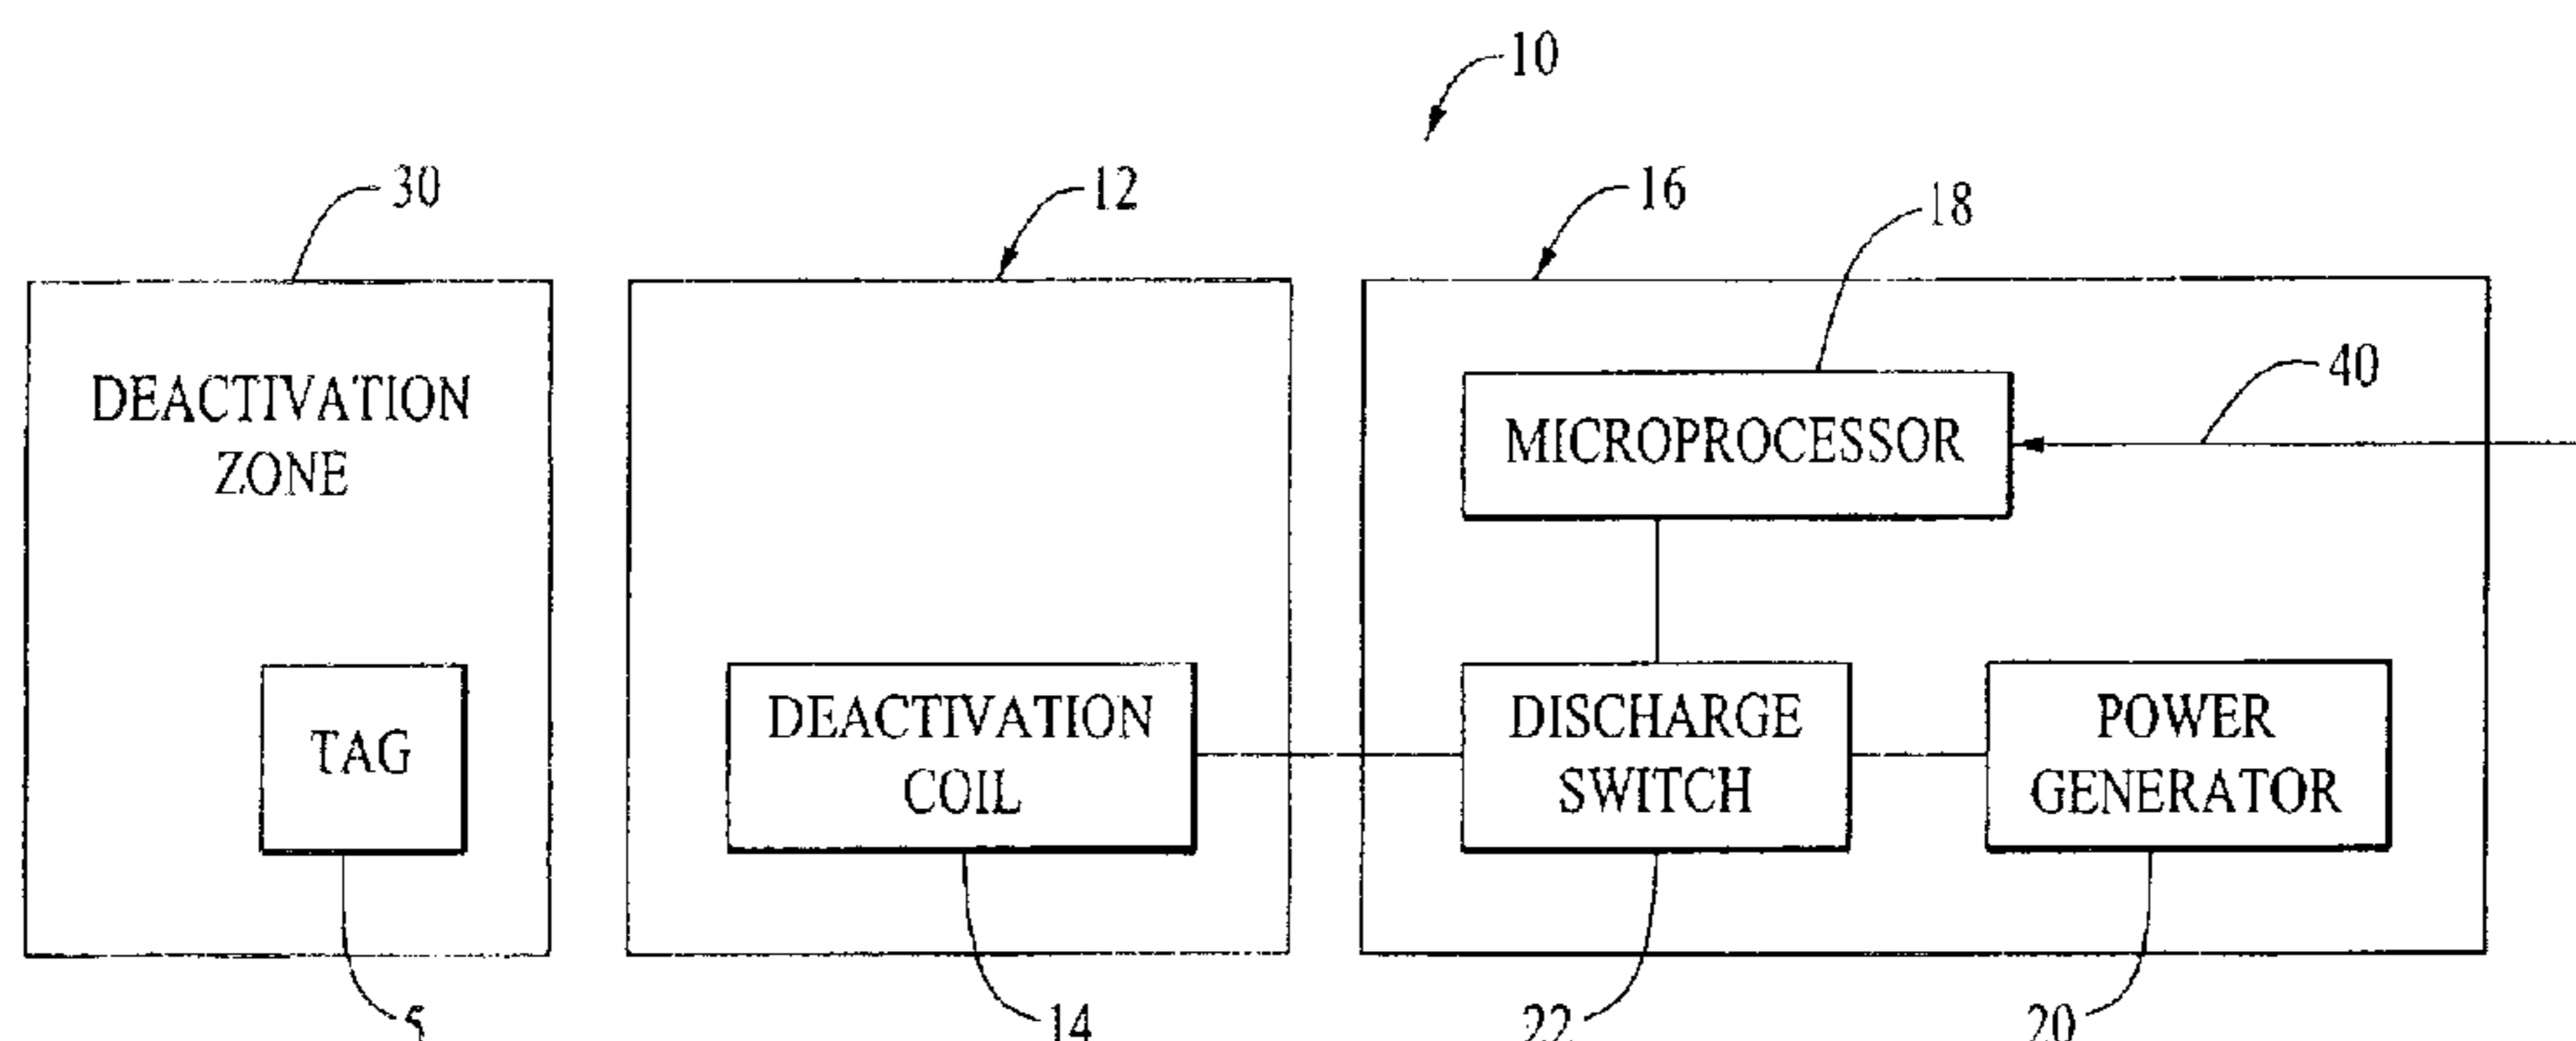 10
30
12
16
18
40
DEACTIVATION
ZONE
MICROPROCESSOR
TAG
DEACTIVATION
COIL
DISCHARGE
SWITCH
POWER
GENERATOR
5
14
22
20